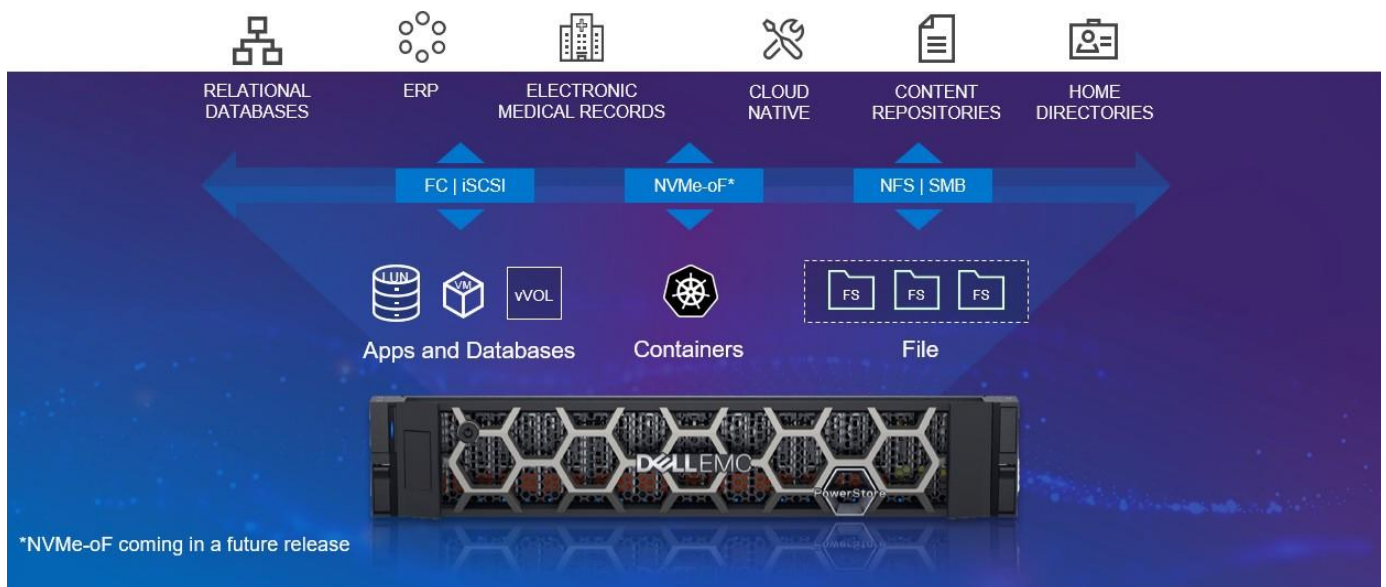 RELATIONAL
DATABASES
ERP
ELECTRONIC
MEDICAL RECORDS
CLOUD
NATIVE
CONTENT
REPOSITORIES
HOME
DIRECTORIES
FC | iSCSI
NVMe-oF*
NFS | SMB
LUN
VM
vVOL
FS
FS
FS
Apps and Databases
Containers
File
DELLEMC
PowerStore
*NVMe-oF coming in a future release